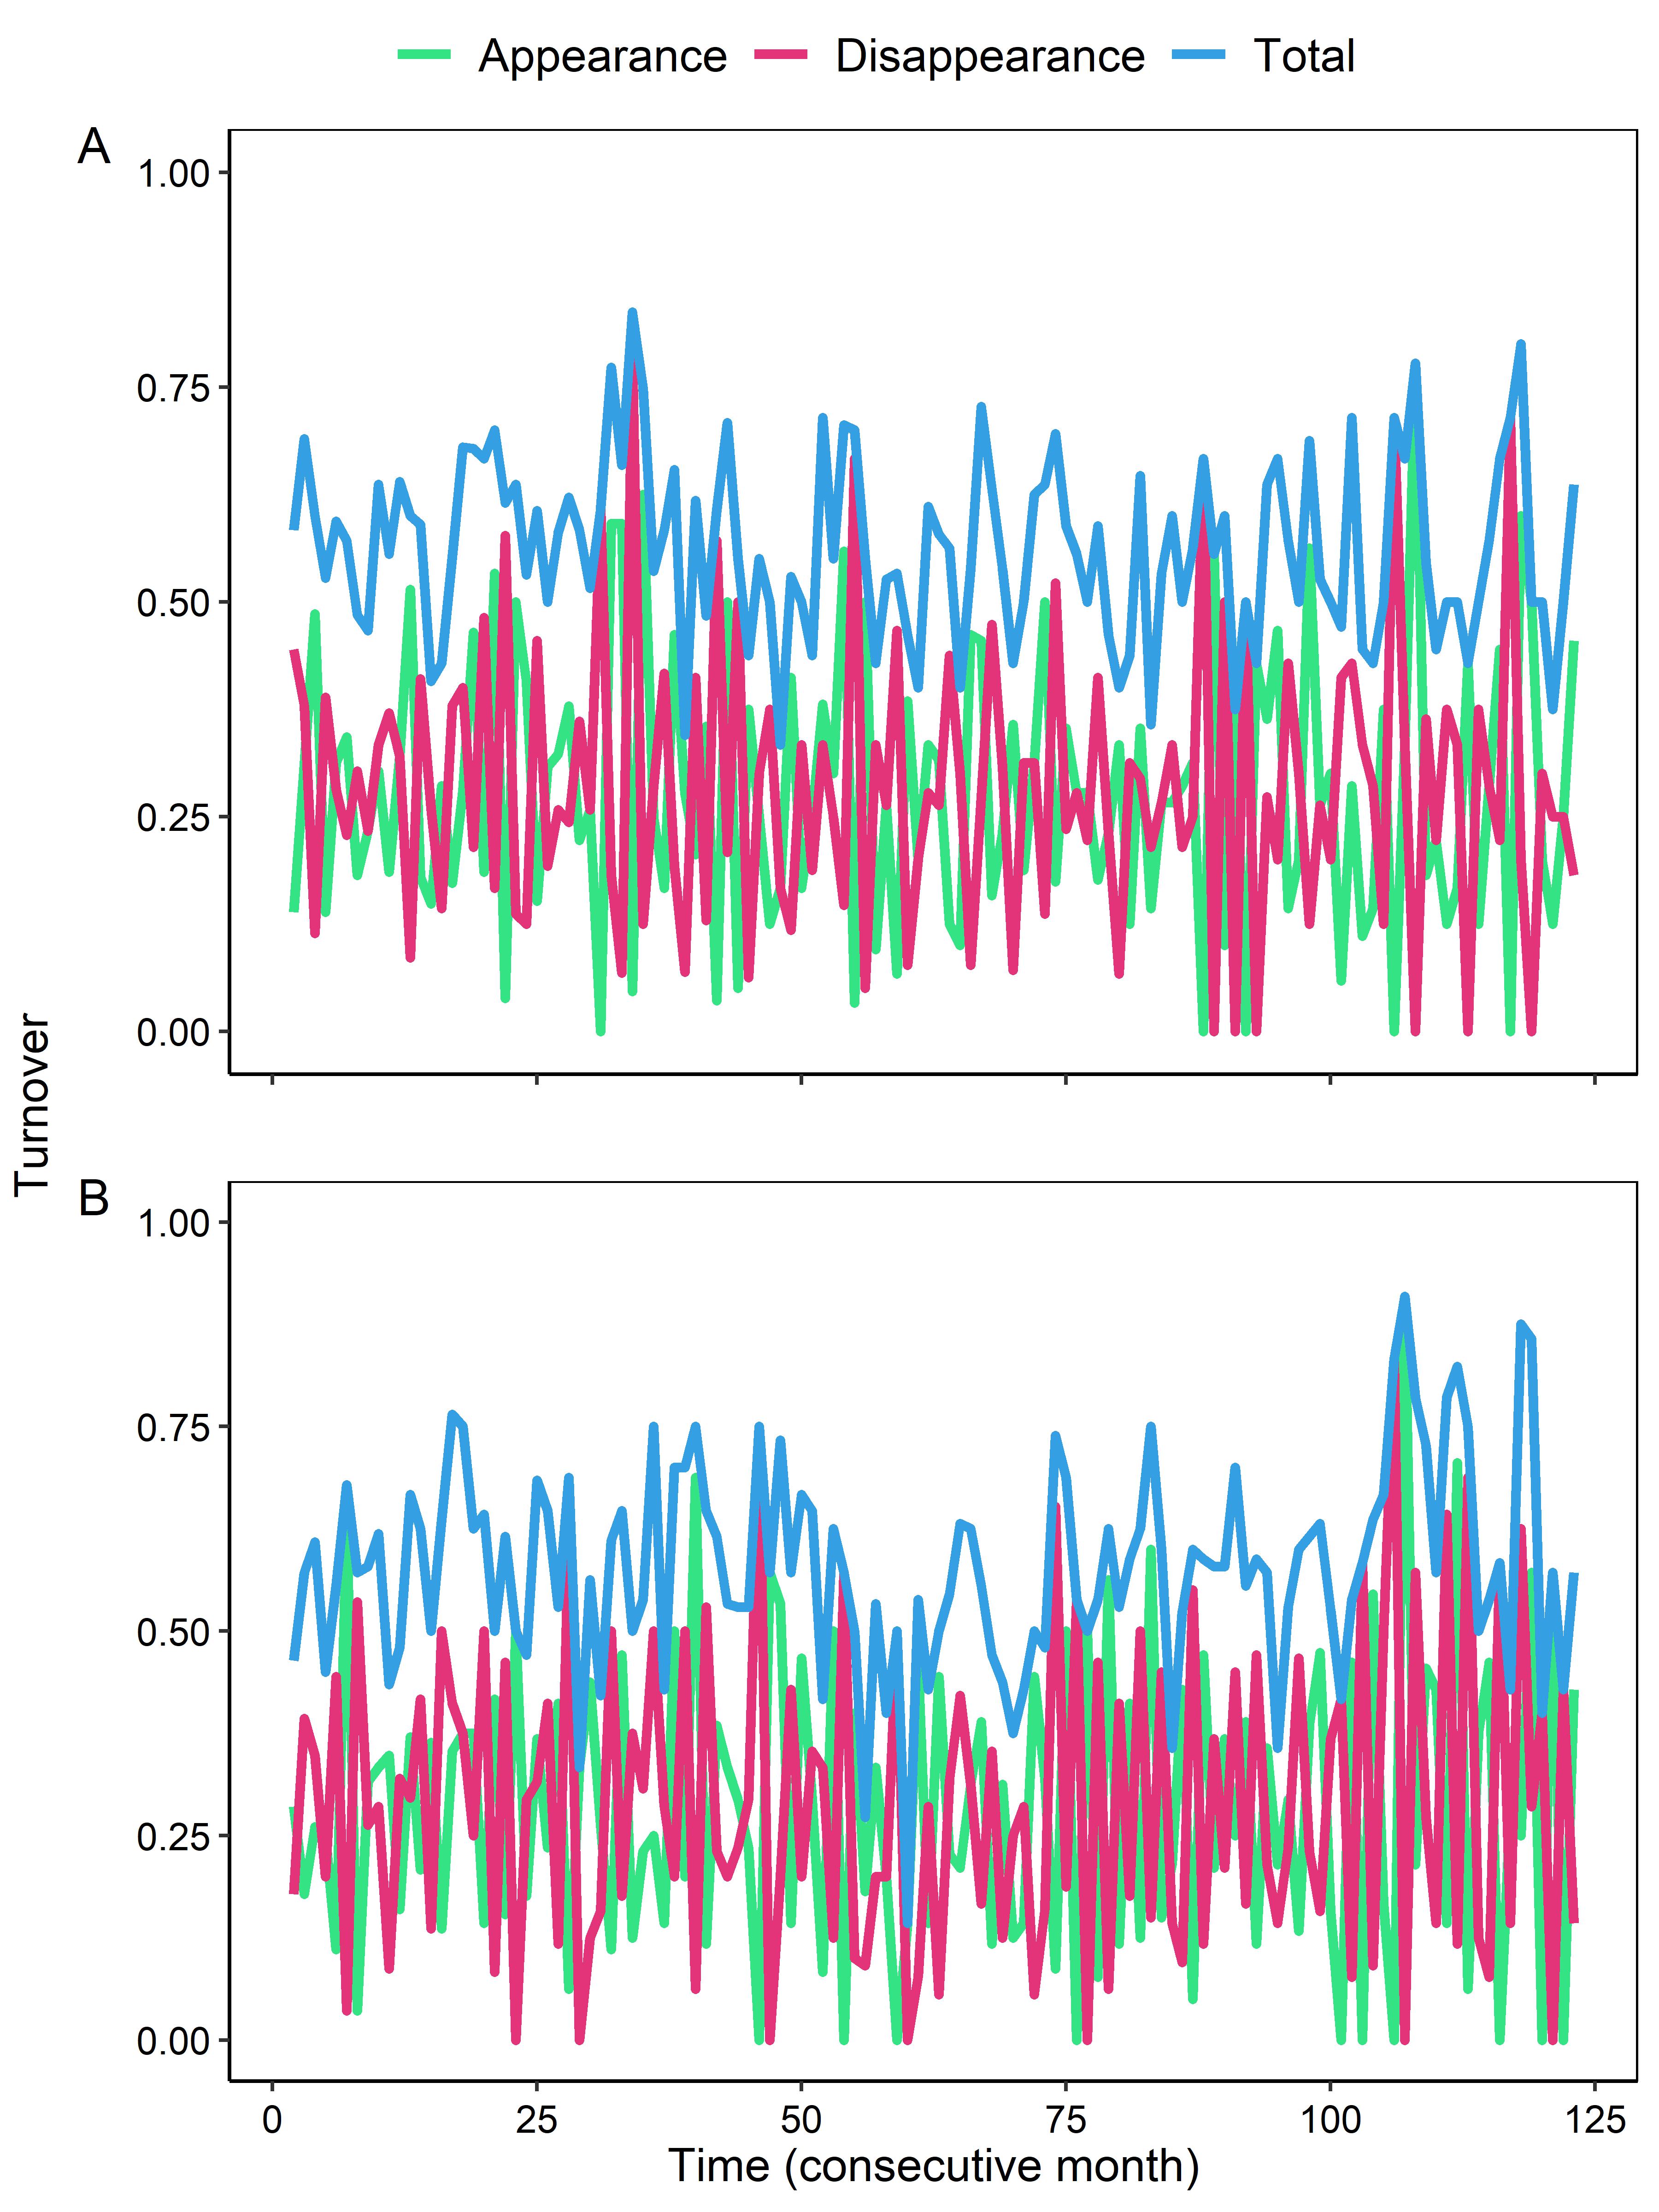 Appearance Disappearance Total
A
1.00
0.75
0.50
0.25
0.00
Turnover
B
1.00
0.75
0.50
0.25
0.00
0 25 50 75 100 125
Time (consecutive month)